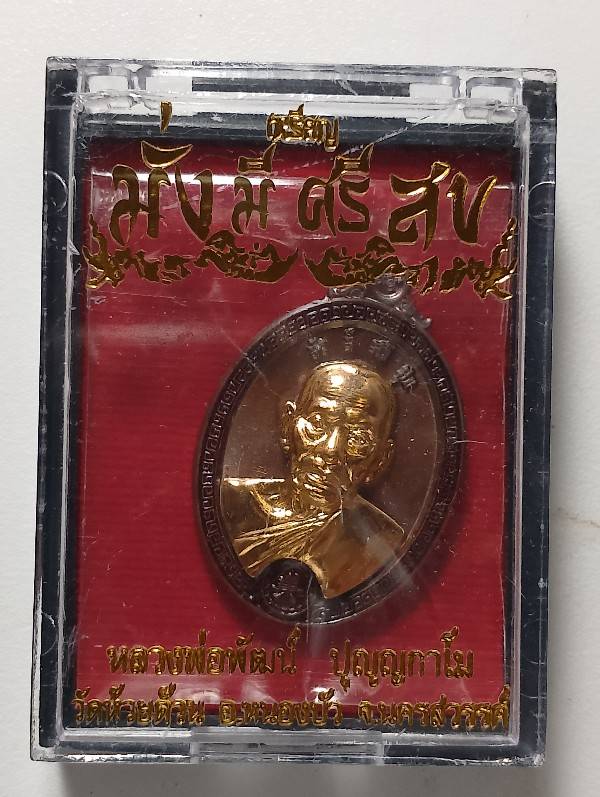 เหรียญ
มั่ง มี ศรี สุข
หลวงพ่อพัฒน์ ปุญญกาโม
วัดห้วยด้วน อ.หนองบัว จ.นครสวรรค์